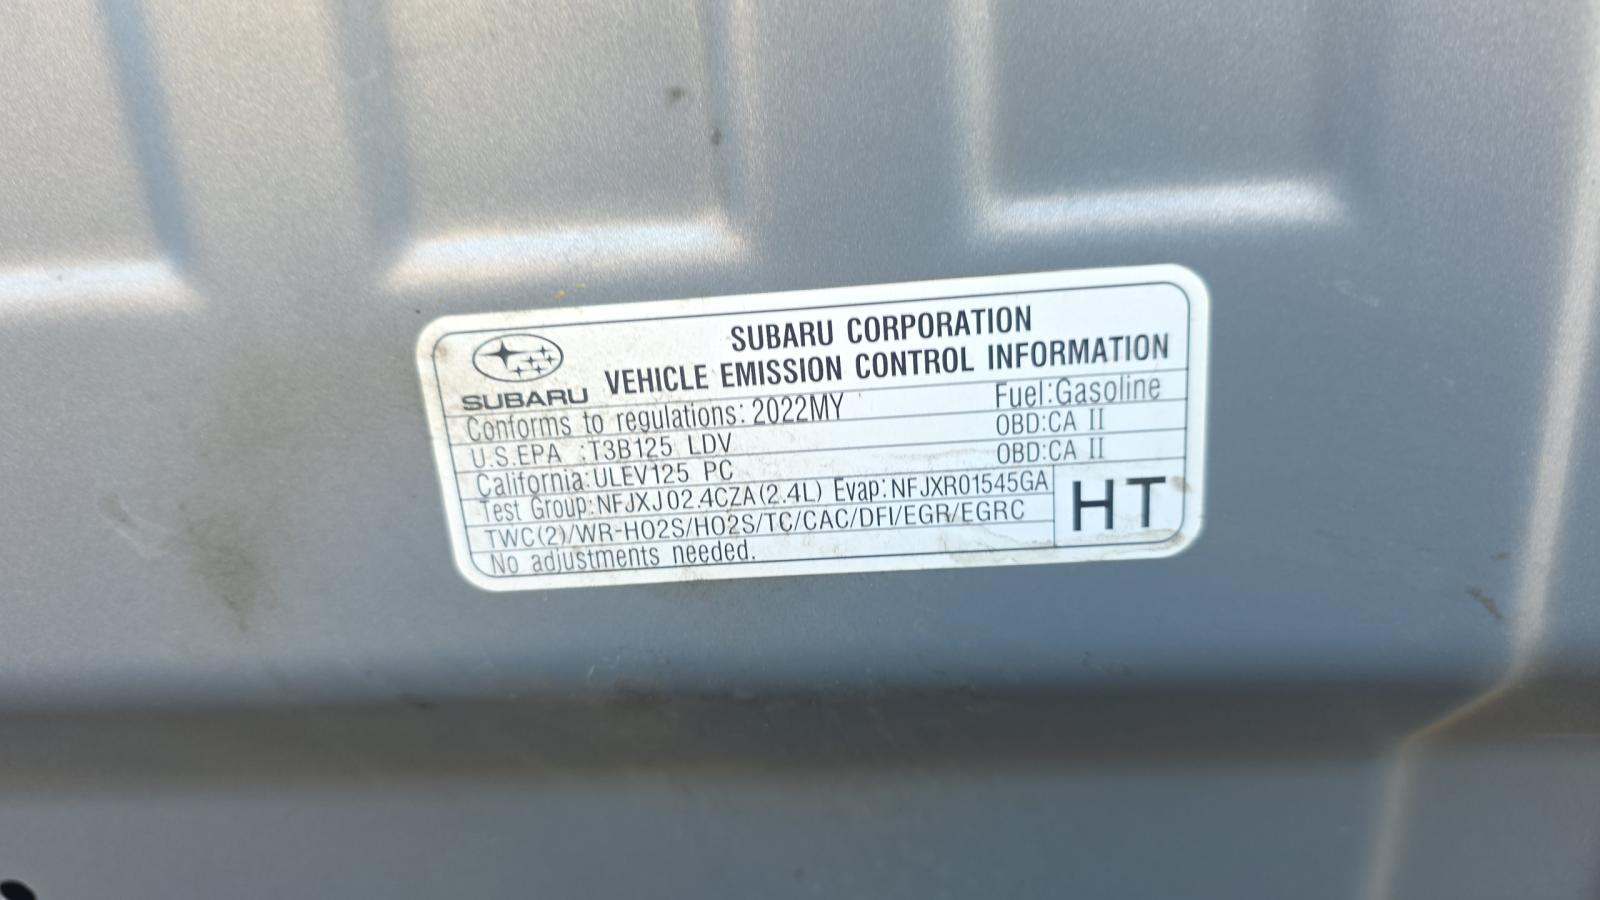 SUBARU CORPORATION
VEHICLE EMISSION CONTROL INFORMATION
SUBARU
Conforms to regulations: 2022MY Fuel:Gasoline
U.S.EPA :T3B125 LDV OBD:CA II
California:ULEV125 PC OBD:CA II
Test Group:NFJXJ02.4CZA(2.4L) Evap:NFJXR01545GA
TWC(2)/WR-HO2S/HO2S/TC/CAC/DFI/EGR/EGRC
No adjustments needed.
HT